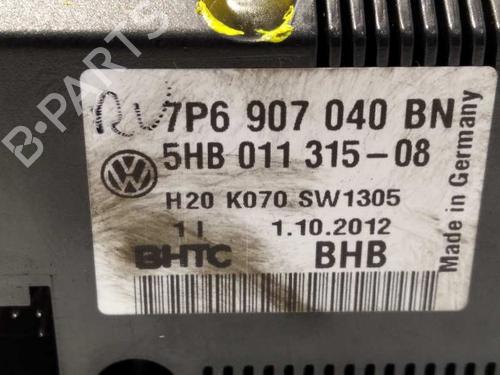 B-PARTS
RV 7P6 907 040 BN
5HB 011 315-08
H20 K070 SW1305
1.10.2012
BHTC BHB
Made in Germany